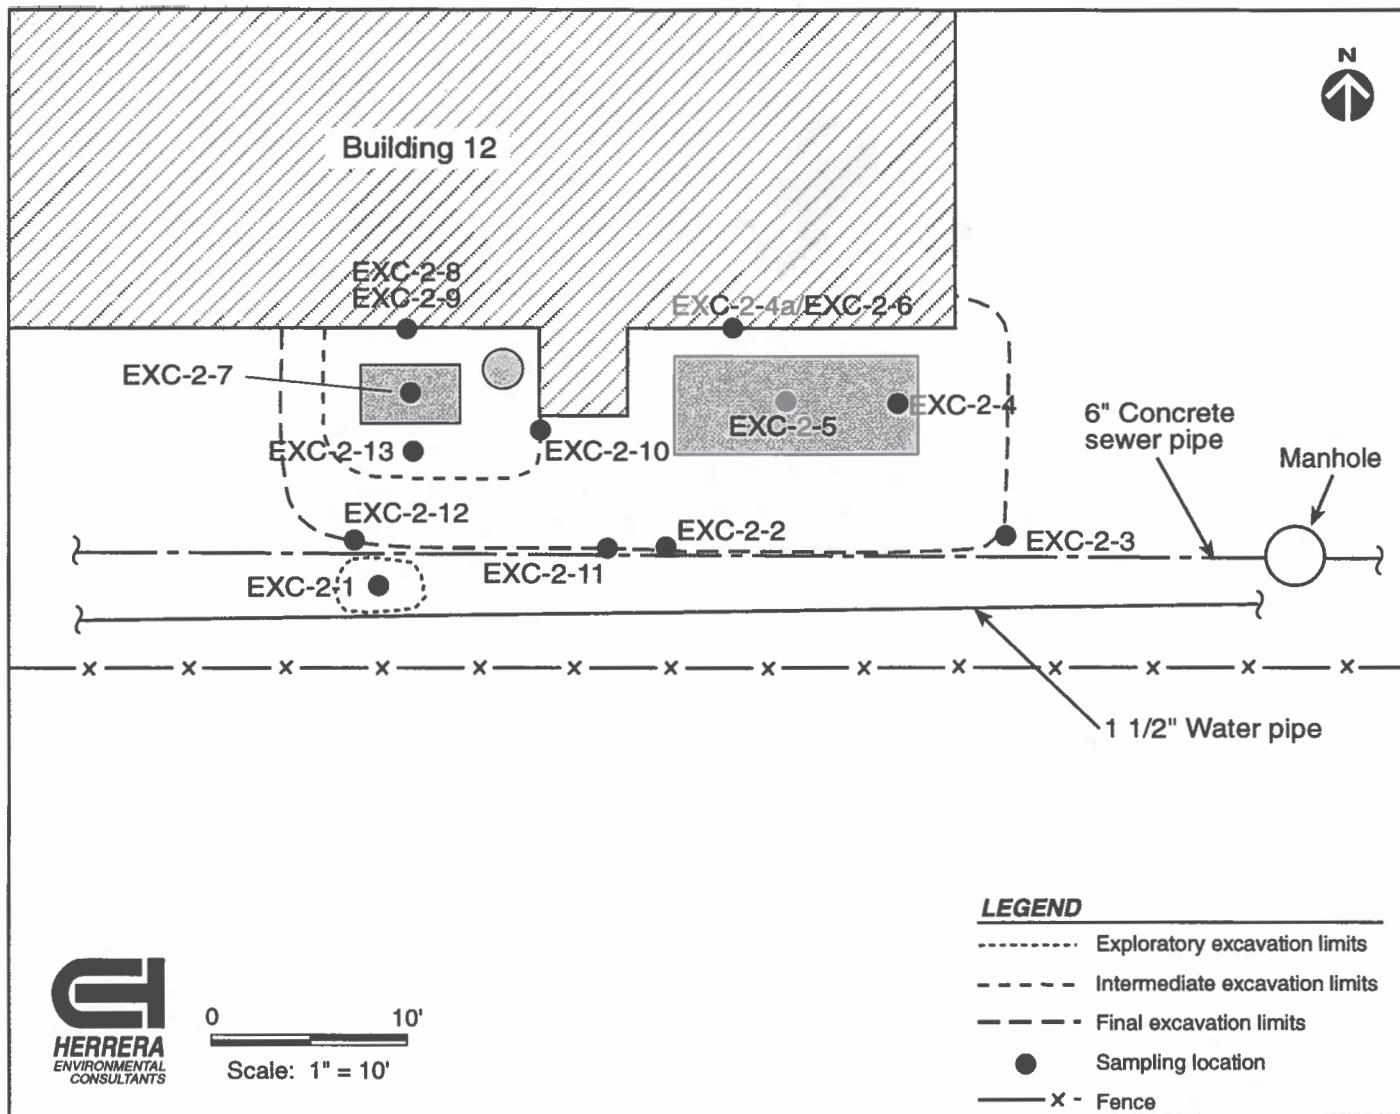 N
Building 12
EXC-2-8
EXC-2-9
EXC-2-4a/EXC-2-6
EXC-2-7
EXC-2-4
EXC-2-5
6" Concrete
sewer pipe
EXC-2-13
EXC-2-10
Manhole
EXC-2-12
EXC-2-2
EXC-2-3
EXC-2-11
EXC-2-1
1 1/2" Water pipe
LEGEND
Exploratory excavation limits
Intermediate excavation limits
Final excavation limits
Sampling location
Fence
0 10'
Scale: 1" = 10'
HERRERA
ENVIRONMENTAL
CONSULTANTS